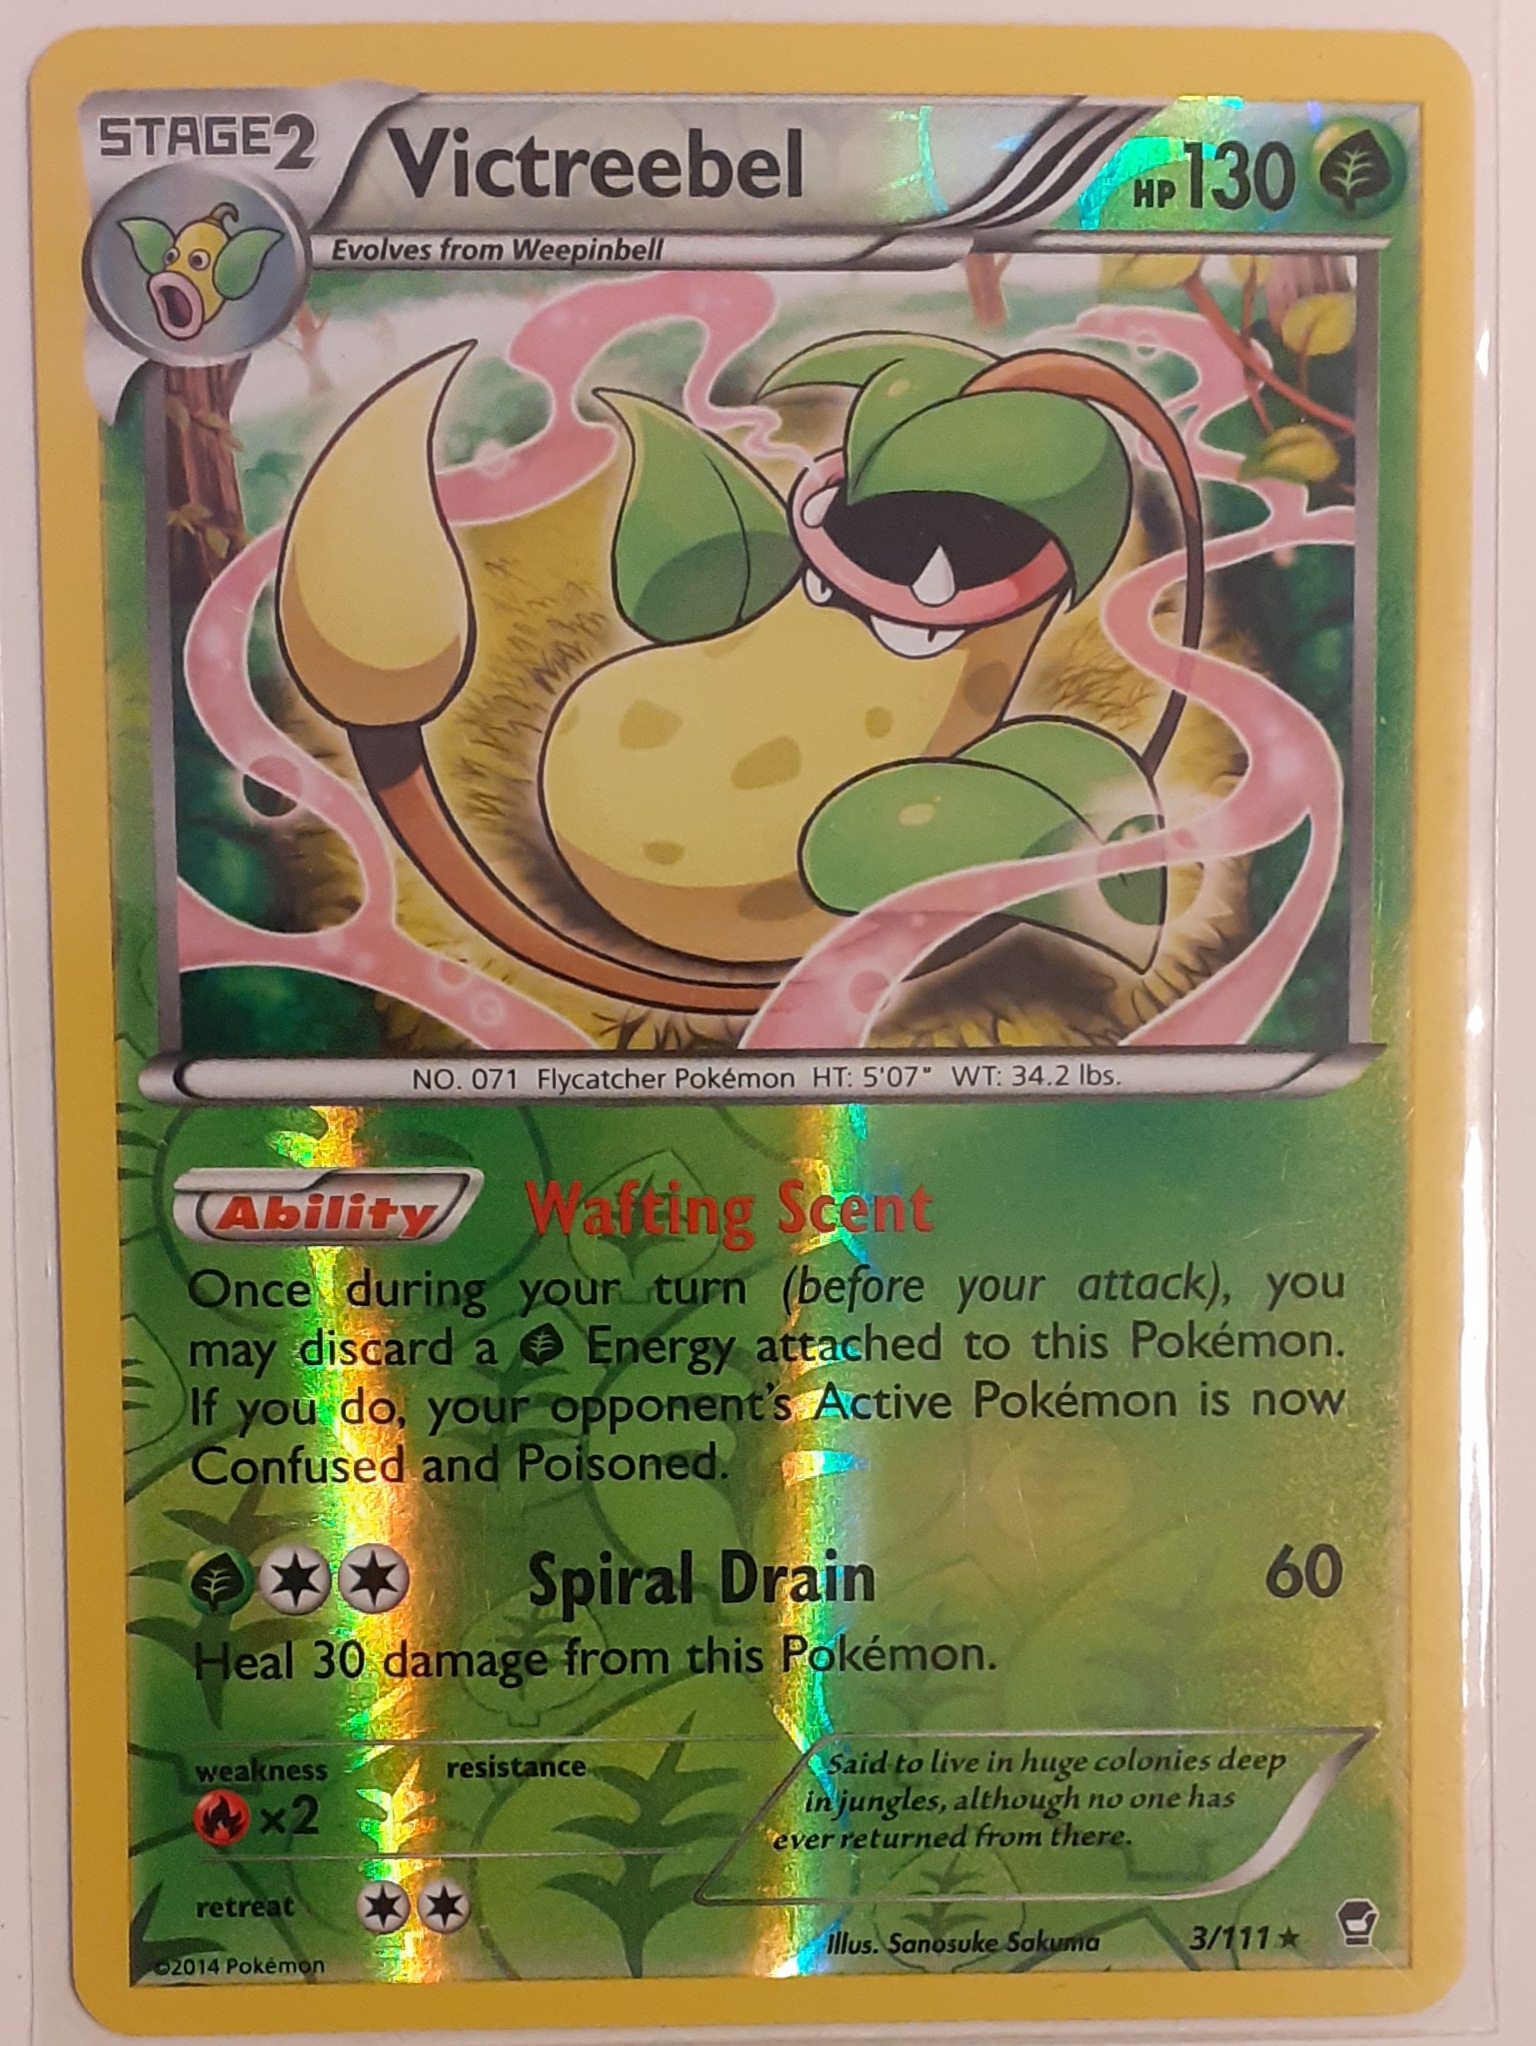 STAGE2
Victreebel
HP130
Evolves from Weepinbell
NO. 071 Flycatcher Pokémon HT: 5'07" WT: 34.2 lbs.
Ability
Wafting Scent
Once during your turn (before your attack), you
may discard a Energy attached to this Pokémon.
If you do, your opponent's Active Pokémon is now
Confused and Poisoned.
Spiral Drain 60
Heal 30 damage from this Pokémon.
weakness resistance
×2
Said to live in huge colonies deep
in jungles, although no one has
ever returned from there.
retreat
Illus. Sanosuke Sakuma 3/111★
©2014 Pokémon